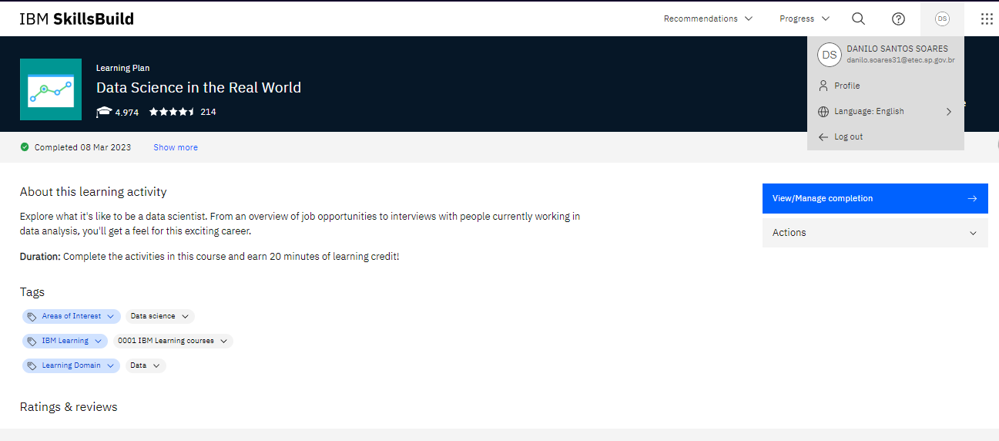 IBM SkillsBuild
Recommendations
Progress
DS
DS
DANILO SANTOS SOARES
danilo.soares31@etec.sp.gov.br
Profile
Language: English
Log out
Learning Plan
Data Science in the Real World
4.974
214
Completed 08 Mar 2023
Show more
About this learning activity
Explore what it's like to be a data scientist. From an overview of job opportunities to interviews with people currently working in
data analysis, you'll get a feel for this exciting career.
Duration: Complete the activities in this course and earn 20 minutes of learning credit!
View/Manage completion
Actions
Tags
Areas of Interest
Data science
IBM Learning
0001 IBM Learning courses
Learning Domain
Data
Ratings & reviews